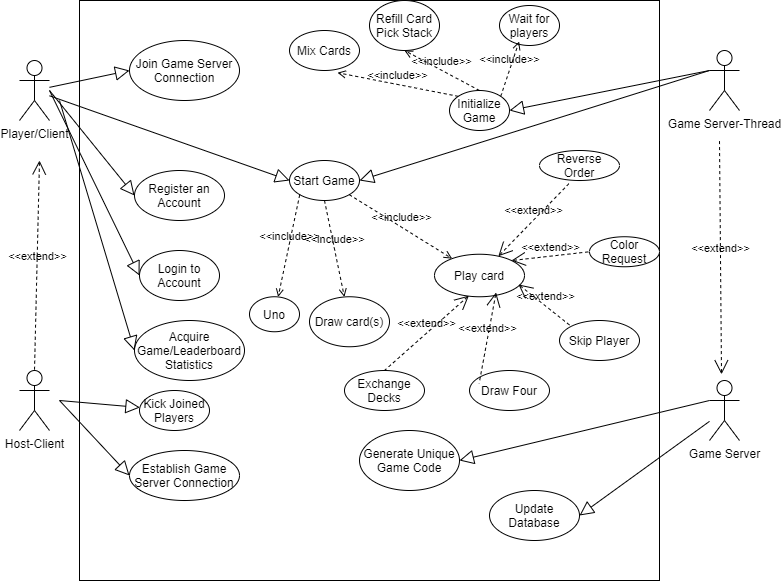 Refill Card
Pick Stack
Wait for
players
Mix Cards
<<include>>
<<include>>
<<include>>
Join Game Server
Connection
Initialize
Game
Player/Client
Game Server-Thread
Reverse
Order
Start Game
Register an
Account
<<extend>>
<<include>>
<<include>>
<<include>>
Color
Request
<<extend>>
<<extend>>
<<extend>>
Login to
Account
Play card
<<extend>>
Uno
Draw card(s)
<<extend>>
<<extend>>
Acquire
Game/Leaderboard
Statistics
Skip Player
Exchange
Decks
Draw Four
Kick Joined
Players
Host-Client
Generate Unique
Game Code
Game Server
Establish Game
Server Connection
Update
Database